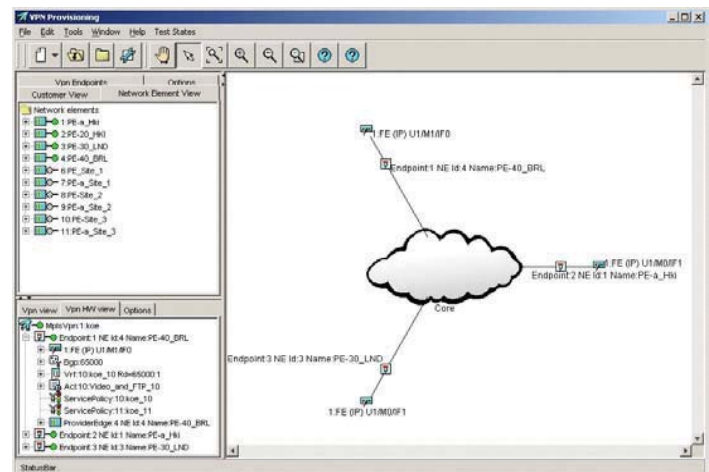 VPN Provisioning
File Edit Tools Window Help Test States
Vpn Endpoints Options
Customer View Network Element View
Network elements
1:PE-a_Hki
2:PE-20_HKI
3:PE-30_LND
4:PE-40_BRL
6:PE_Site_1
7:PE-a_Site_1
8:PE-Site_2
9:PE-a_Site_2
10:PE-Site_3
11:PE-a_Site_3
Vpn view Vpn HW view Options
MplsVpn:1:koe
Endpoint:1 NE Id:4 Name:PE-40_BRL
1:FE (IP) U1/M1/IF0
Bgp:65000
Vrf:10:koe_10 Rd=65000:1
Act:10:Video_and_FTP_10
ServicePolicy:10:koe_10
ServicePolicy:11:koe_11
ProviderEdge:4 NE Id:4 Name:PE-40_BRL
Endpoint:2 NE Id:1 Name:PE-a_Hki
Endpoint:3 NE Id:3 Name:PE-30_LND
1:FE (IP) U1/M1/IF0
Endpoint:1 NE Id:4 Name:PE-40_BRL
1:FE (IP) U1/M0/IF1
Endpoint:2 NE Id:1 Name:PE-a_Hki
Core
Endpoint:3 NE Id:3 Name:PE-30_LND
1:FE (IP) U1/M0/IF1
StatusBar